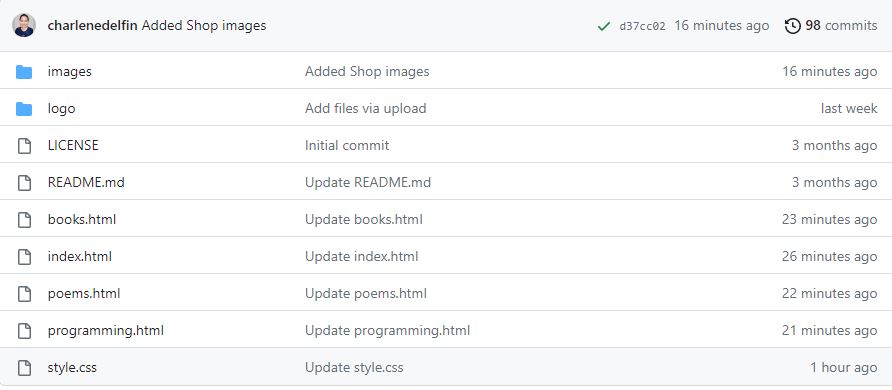 charlenedelfin Added Shop images d37cc02 16 minutes ago 98 commits
images Added Shop images 16 minutes ago
logo Add files via upload last week
LICENSE Initial commit 3 months ago
README.md Update README.md 3 months ago
books.html Update books.html 23 minutes ago
index.html Update index.html 26 minutes ago
poems.html Update poems.html 22 minutes ago
programming.html Update programming.html 21 minutes ago
style.css Update style.css 1 hour ago